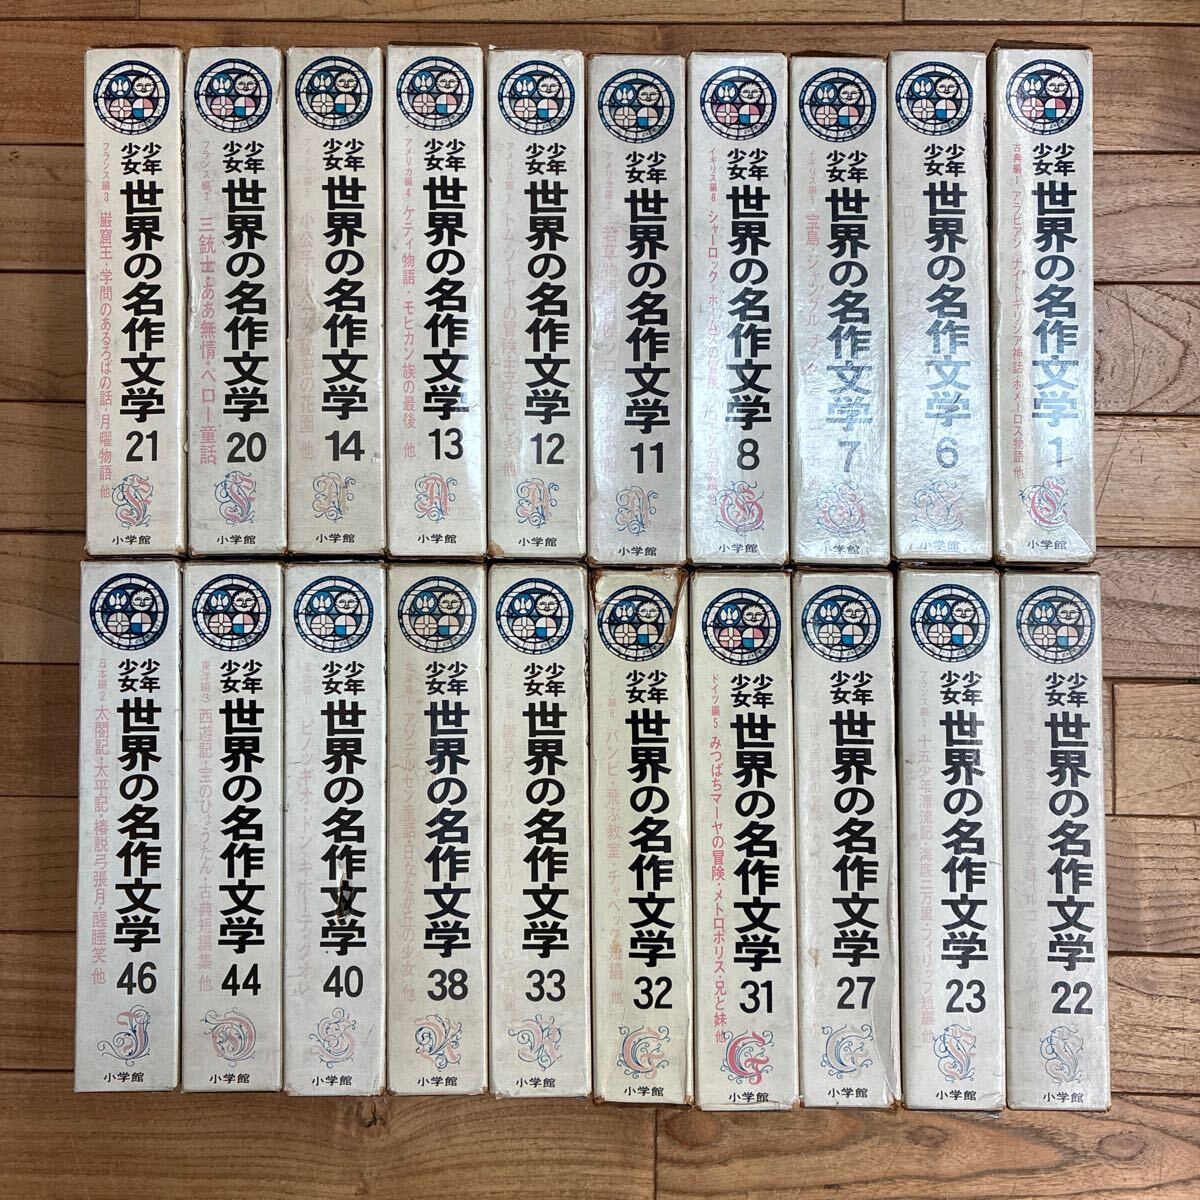 少年少女 世界の名作文学 21
フランス編 3 巌窟王・学問のあるろばの話・月曜物語 他
小学館
少年少女 世界の名作文学 20
フランス編 2 三銃士・ああ無情・ペロー童話
小学館
少年少女 世界の名作文学 14
小公子・小公女・秘密の花園 他
小学館
少年少女 世界の名作文学 13
アメリカ編 4 ケティ物語・モヒカン族の最後 他
小学館
少年少女 世界の名作文学 12
アメリカ編 3 トム・ソーヤーの冒険・王子とこじき 他
小学館
少年少女 世界の名作文学 11
アメリカ編 2 若草物語
小学館
少年少女 世界の名作文学 8
イギリス編 6 シャーロック＝ホームズの冒険
小学館
少年少女 世界の名作文学 7
イギリス編 5 宝島・ジャングル・ブック
小学館
少年少女 世界の名作文学 6
小学館
少年少女 世界の名作文学 1
古典編 1 アラビアン・ナイト・ギリシア神話・ホメーロス物語 他
小学館
少年少女 世界の名作文学 46
日本編 2 太閤記・太平記・椿説弓張月・醒睡笑 他
小学館
少年少女 世界の名作文学 44
東洋編 3 西遊記・宝のひょうたん・古典短編集 他
小学館
少年少女 世界の名作文学 40
ピノッキオ・ドン・キホーテ・クオレ
小学館
少年少女 世界の名作文学 38
北欧編 1 アンデルセン童話・日なたが丘の少女 他
小学館
少年少女 世界の名作文学 33
小学館
少年少女 世界の名作文学 32
ドイツ編 6 バンビ・飛ぶ教室・チャペック短編 他
小学館
少年少女 世界の名作文学 31
ドイツ編 5 みつばちマーヤの冒険・メトロポリス・兄と妹 他
小学館
少年少女 世界の名作文学 27
小学館
少年少女 世界の名作文学 23
フランス編 5 十五少年漂流記・海底二万里・フィリップ短編 他
小学館
少年少女 世界の名作文学 22
小学館